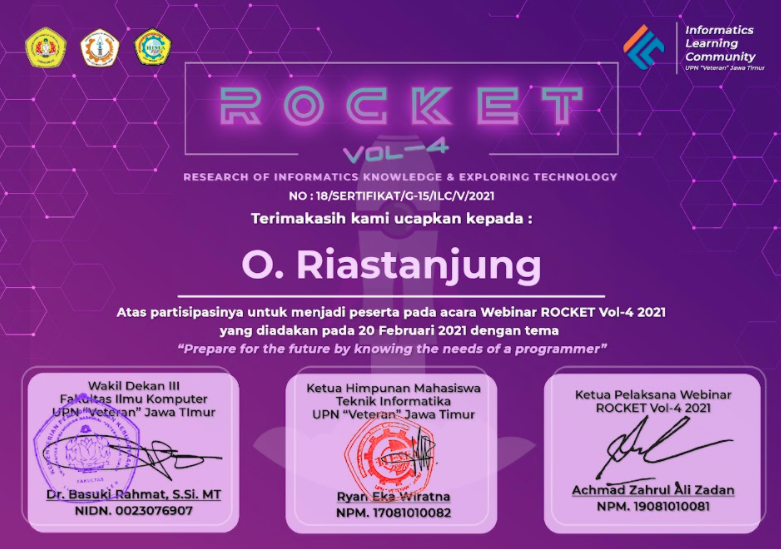 Informatics
Learning
Community
UPN "Veteran" Jawa Timur
ROCKET
VOL-4
RESEARCH OF INFORMATICS KNOWLEDGE & EXPLORING TECHNOLOGY
NO : 18/SERTIFIKAT/G-15/ILC/V/2021
Terimakasih kami ucapkan kepada :
O. Riastanjung
Atas partisipasinya untuk menjadi peserta pada acara Webinar ROCKET Vol-4 2021
yang diadakan pada 20 Februari 2021 dengan tema
"Prepare for the future by knowing the needs of a programmer"
Wakil Dekan III
Fakultas Ilmu Komputer
UPN "Veteran" Jawa TImur
Dr. Basuki Rahmat, S.Si. MT
NIDN. 0023076907
Ketua Himpunan Mahasiswa
Teknik Informatika
UPN "Veteran" Jawa Timur
Ryan Eka Wiratna
NPM. 17081010082
Ketua Pelaksana Webinar
ROCKET Vol-4 2021
Achmad Zahrul Ali Zadan
NPM. 19081010081